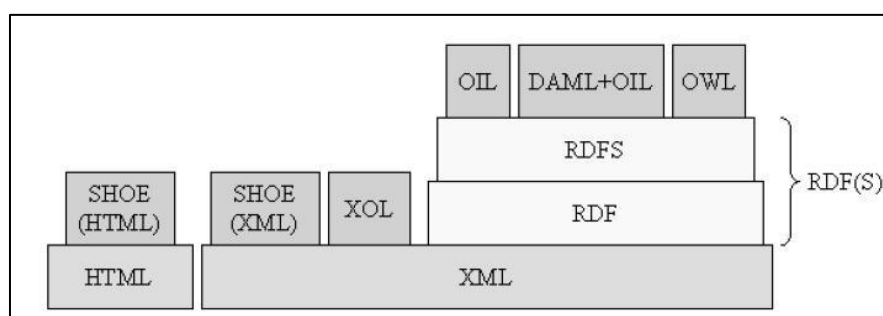 OIL
DAML+OIL
OWL
RDFS
RDF(S)
SHOE
(HTML)
SHOE
(XML)
XOL
RDF
HTML
XML